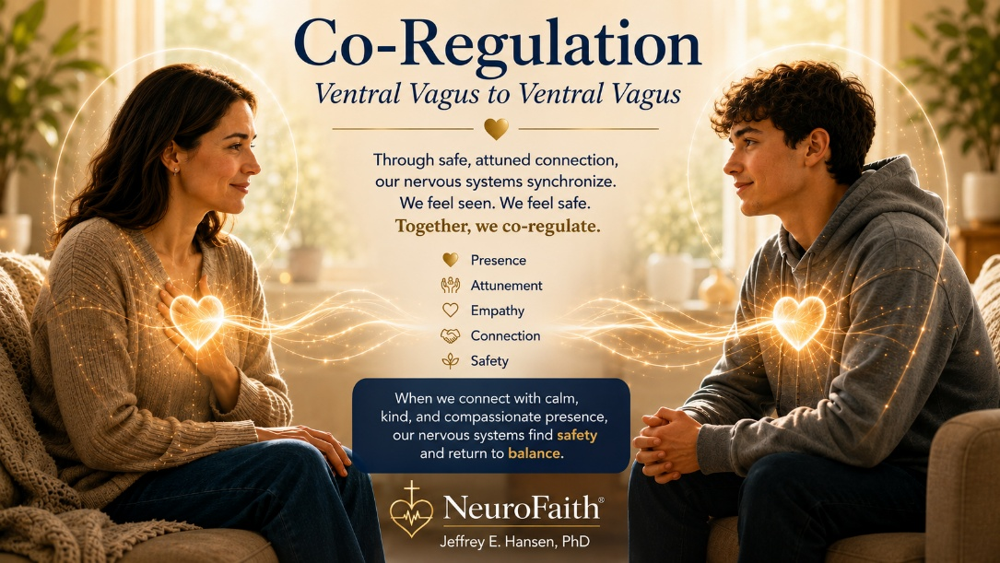 Co-Regulation
Ventral Vagus to Ventral Vagus
Through safe, attuned connection,
our nervous systems synchronize.
We feel seen. We feel safe.
Together, we co-regulate.
Presence
Attunement
Empathy
Connection
Safety
When we connect with calm,
kind, and compassionate presence,
our nervous systems find safety
and return to balance.
NeuroFaith®
Jeffrey E. Hansen, PhD